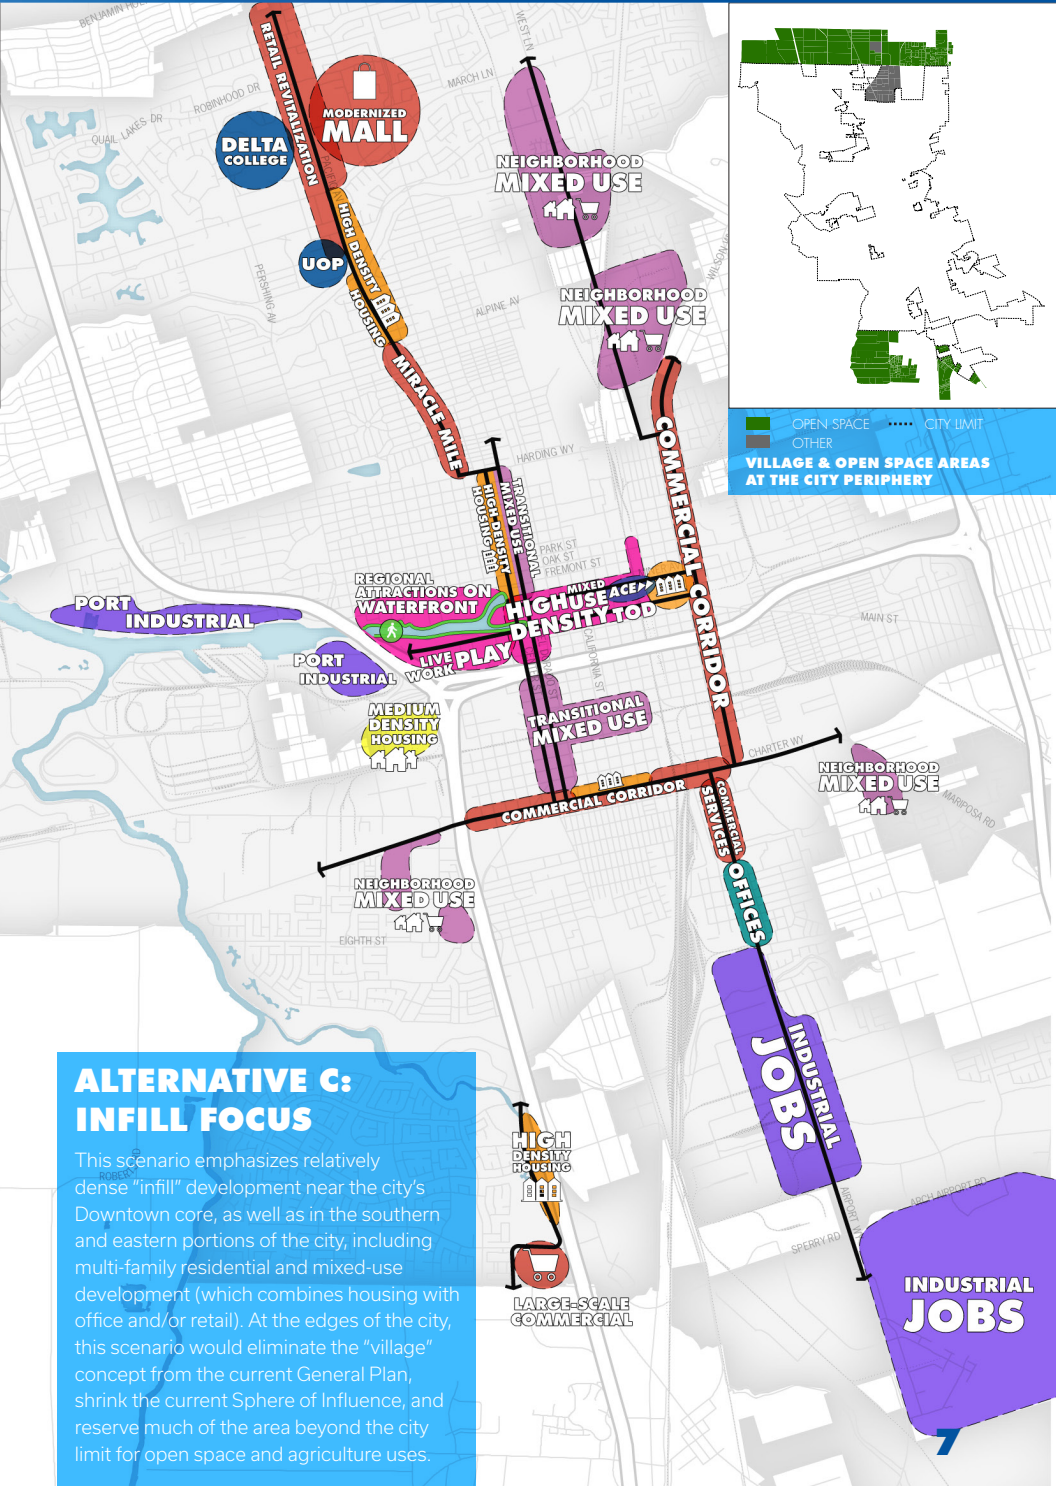 BENJAMIN HO
WEST LN
MARCH LN
ROBINHOOD DR
QUAIL LAKES DR
RETAIL REVITALIZATION
MODERNIZED
MALL
DELTA
COLLEGE
NEIGHBORHOOD
MIXED USE
HIGH DENSITY
HOUSING
UOP
PERSHING AV
ALPINE AV
WILSON W
NEIGHBORHOOD
MIXED USE
MIRACLE MILE
HARDING WY
OPEN SPACE
CITY LIMIT
OTHER
VILLAGE & OPEN SPACE AREAS
AT THE CITY PERIPHERY
COMMERCIAL CORRIDOR
HIGH DENSITY
HOUSING
TRANSITIONAL
MIXED USE
PARK ST
OAK ST
FREMONT ST
REGIONAL
ATTRACTIONS ON
WATERFRONT
MIXED
USE
HIGH
DENSITY
TOD
ACE
PORT
INDUSTRIAL
MAIN ST
CALIFORNIA ST
LIVE
WORK
PLAY
PORT
INDUSTRIAL
MEDIUM
DENSITY
HOUSING
TRANSITIONAL
MIXED USE
CHARTER WY
COMMERCIAL CORRIDOR
COMMERCIAL
SERVICES
NEIGHBORHOOD
MIXED USE
MARIPOSA RD
NEIGHBORHOOD
MIXED USE
EIGHTH ST
OFFICES
INDUSTRIAL
JOBS
ALTERNATIVE C:
INFILL FOCUS
This scenario emphasizes relatively
dense "infill" development near the city's
Downtown core, as well as in the southern
and eastern portions of the city, including
multi-family residential and mixed-use
development (which combines housing with
office and/or retail). At the edges of the city,
this scenario would eliminate the "village"
concept from the current General Plan,
shrink the current Sphere of Influence, and
reserve much of the area beyond the city
limit for open space and agriculture uses.
HIGH
DENSITY
HOUSING
LARGE-SCALE
COMMERCIAL
AIRPORT W
ARCH AIRPORT RD
SPERRY RD
INDUSTRIAL
JOBS
7